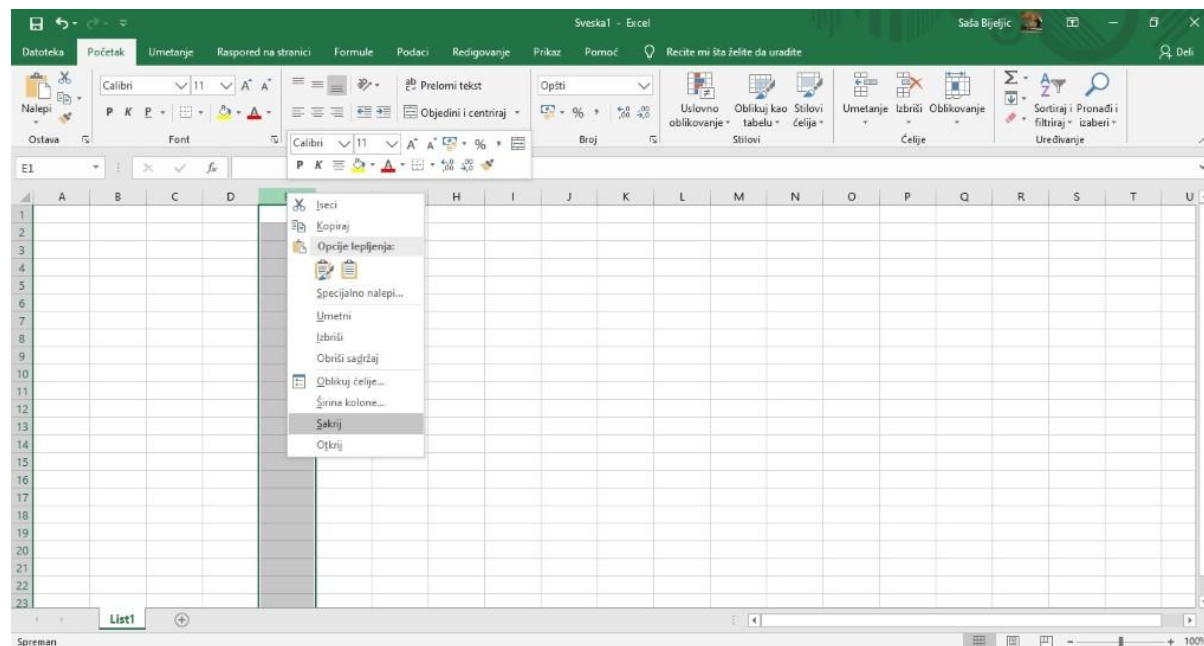 Sveska1 - Excel
Saša Bijeljic
Datoteka Početak Umetanje Raspored na stranici Formule Podaci Redigovanje Prikaz Pomoć Recite mi šta želite da uradite Deli
Calibri 11 A A Prelomi tekst Opšti
Nalepi P K P A Objedini i centriraj % Uslovno oblikovanje Oblikuj kao tabelu Stilovi ćelija Umetanje Izbriši Oblikovanje Sortiraj i filtriraj Pronađi i izaberi
Ostava Font Broj Stilovi Ćelije Uređivanje
Calibri 11 A A %
P K A
E1 fx
A B C D H I J K L M N O P Q R S T U
Iseci
Kopiraj
Opcije lepljenja:
Specijalno nalepi...
Umetni
Izbriši
Obriši sadržaj
Oblikuj ćelije...
Širina kolone...
Sakrij
Otkrij
1
2
3
4
5
6
7
8
9
10
11
12
13
14
15
16
17
18
19
20
21
22
23
List1
Spreman 100%